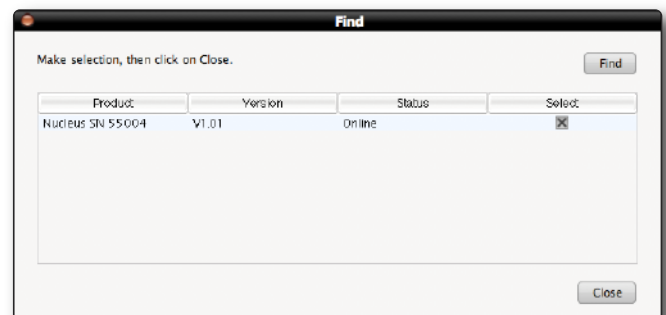 Find
Make selection, then click on Close.
Find
Product Version Status Select
Nucleus SN 55004 V1.01 Online
Close